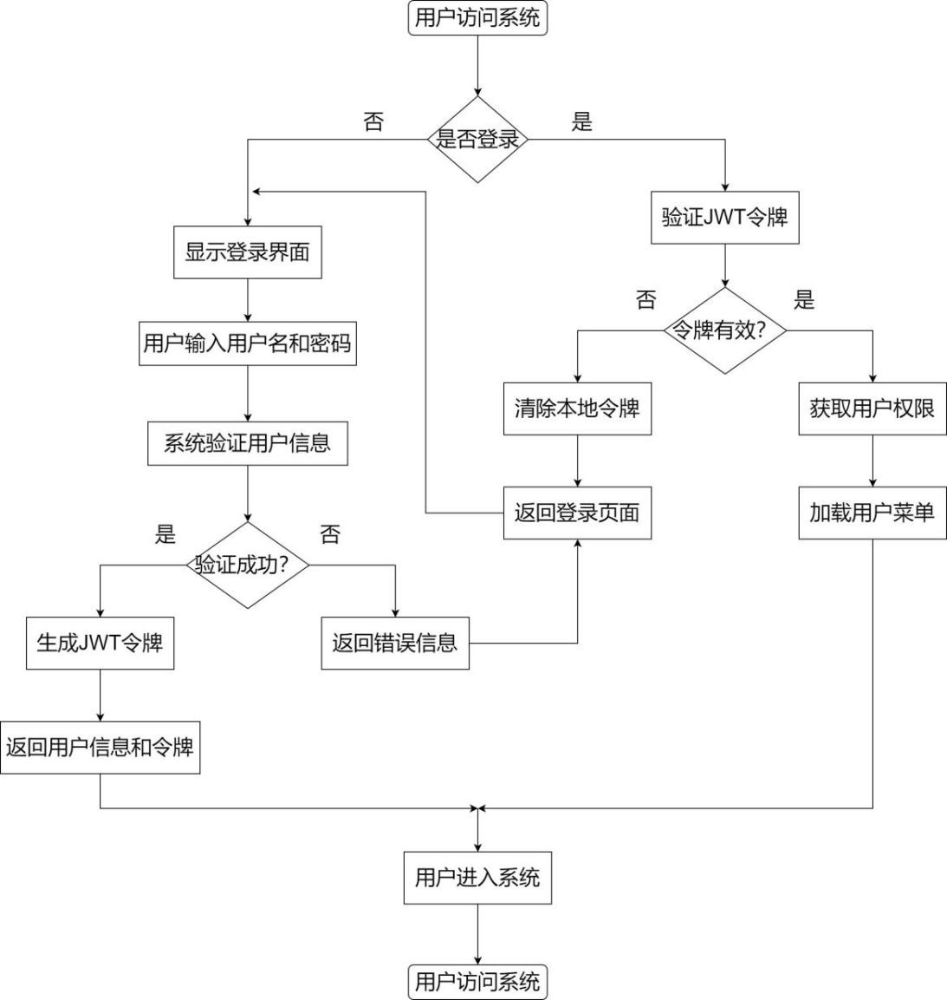 用户访问系统
否
是
是否登录
验证JWT令牌
显示登录界面
否
是
令牌有效?
用户输入用户名和密码
清除本地令牌
获取用户权限
系统验证用户信息
返回登录页面
加载用户菜单
是
否
验证成功?
生成JWT令牌
返回错误信息
返回用户信息和令牌
用户进入系统
用户访问系统